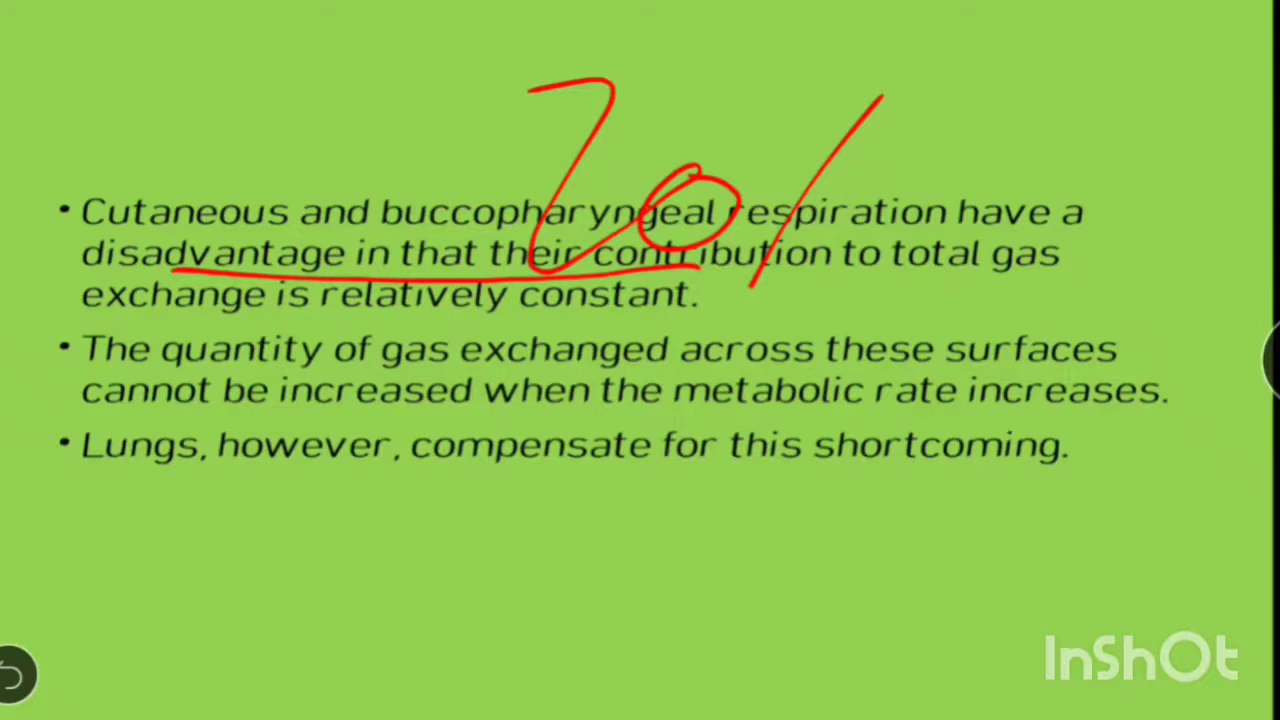 20/
• Cutaneous and buccopharyngeal respiration have a
disadvantage in that their contribution to total gas
exchange is relatively constant.
• The quantity of gas exchanged across these surfaces
cannot be increased when the metabolic rate increases.
• Lungs, however, compensate for this shortcoming.
InShOt